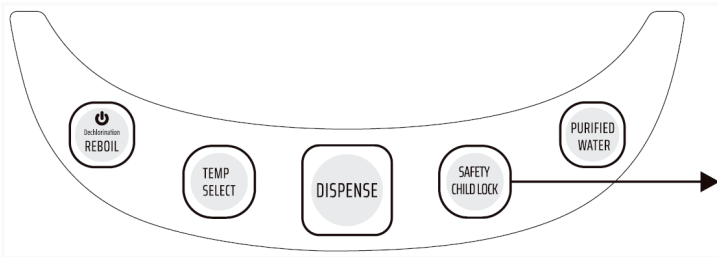 Dechlorination
REBOIL
TEMP
SELECT
DISPENSE
SAFETY
CHILD LOCK
PURIFIED
WATER